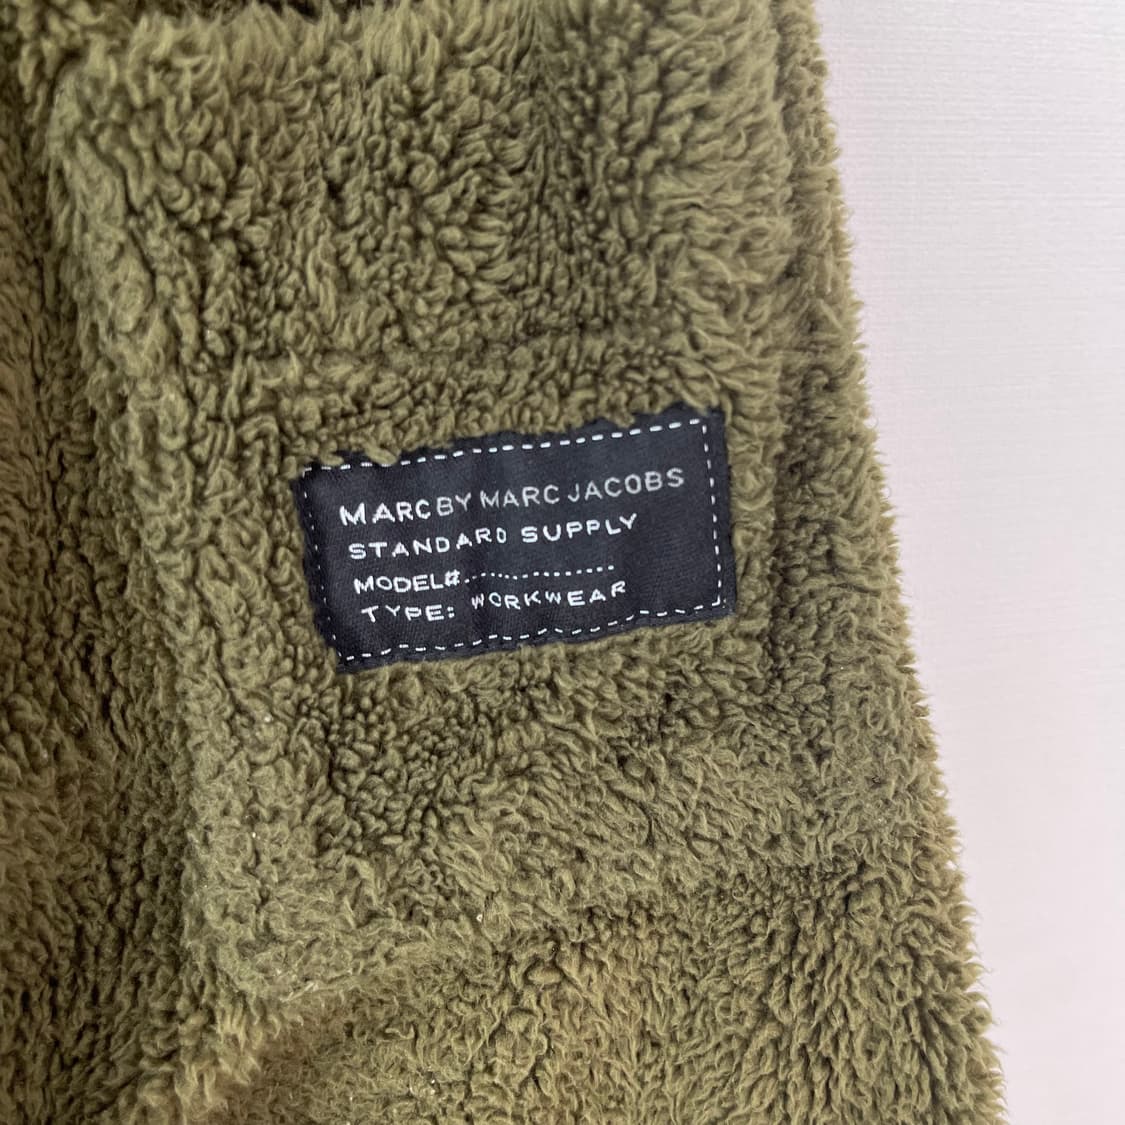 MARC BY MARC JACOBS
STANDARD SUPPLY
MODEL#.....................
TYPE: WORKWEAR